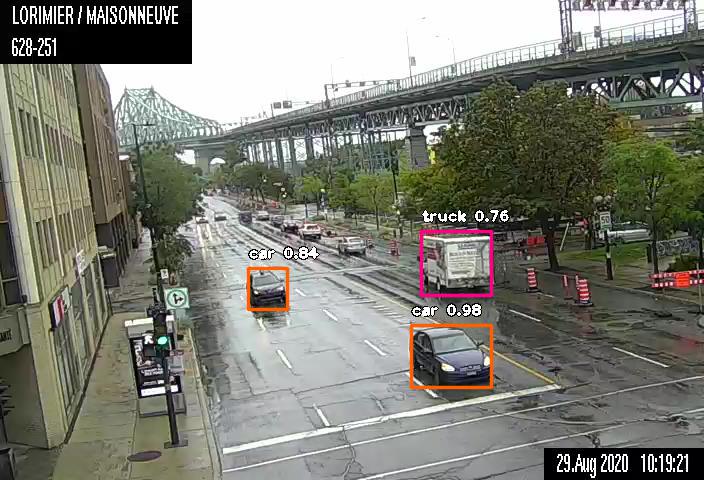 LORIMIER / MAISONNEUVE
628-251
truck 0.76
car 0.84
car 0.98
29.Aug 2020 10:19:21